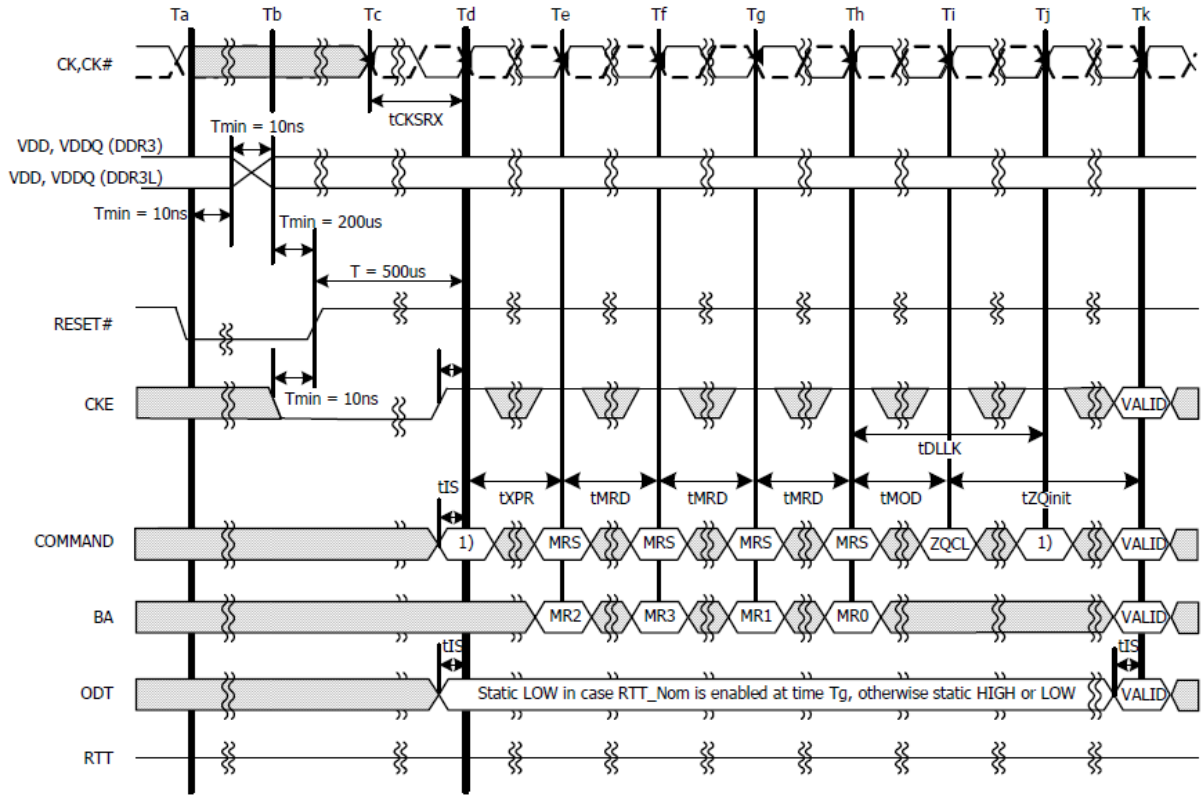 Ta Tb Tc Td Te Tf Tg Th Ti Tj Tk
CK,CK#
tCKSRX
Tmin = 10ns
VDD, VDDQ (DDR3)
VDD, VDDQ (DDR3L)
Tmin = 10ns
Tmin = 200us
T = 500us
RESET#
Tmin = 10ns
CKE VALID
tDLLK
tIS tXPR tMRD tMRD tMRD tMOD tZQinit
COMMAND 1) MRS MRS MRS MRS ZQCL 1) VALID
BA MR2 MR3 MR1 MR0 VALID
tIS tIS
ODT Static LOW in case RTT_Nom is enabled at time Tg, otherwise static HIGH or LOW VALID
RTT